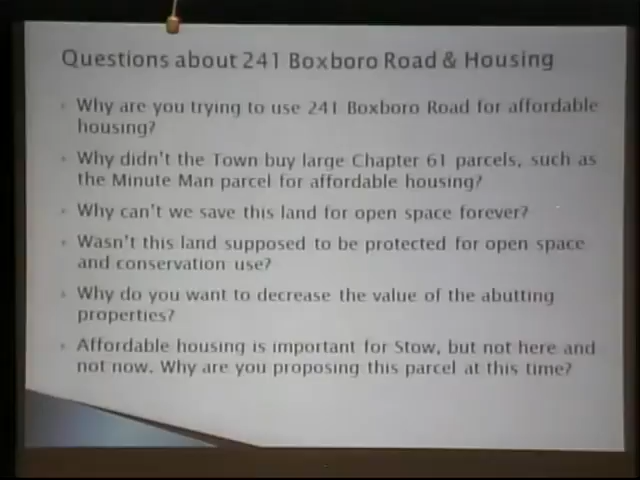 Questions about 241 Boxboro Road & Housing
Why are you trying to use 241 Boxboro Road for affordable
housing?
Why didn't the Town buy large Chapter 61 parcels, such as
the Minute Man parcel for affordable housing?
Why can't we save this land for open space forever?
Wasn't this land supposed to be protected for open space
and conservation use?
Why do you want to decrease the value of the abutting
properties?
Affordable housing is important for Stow, but not here and
not now. Why are you proposing this parcel at this time?